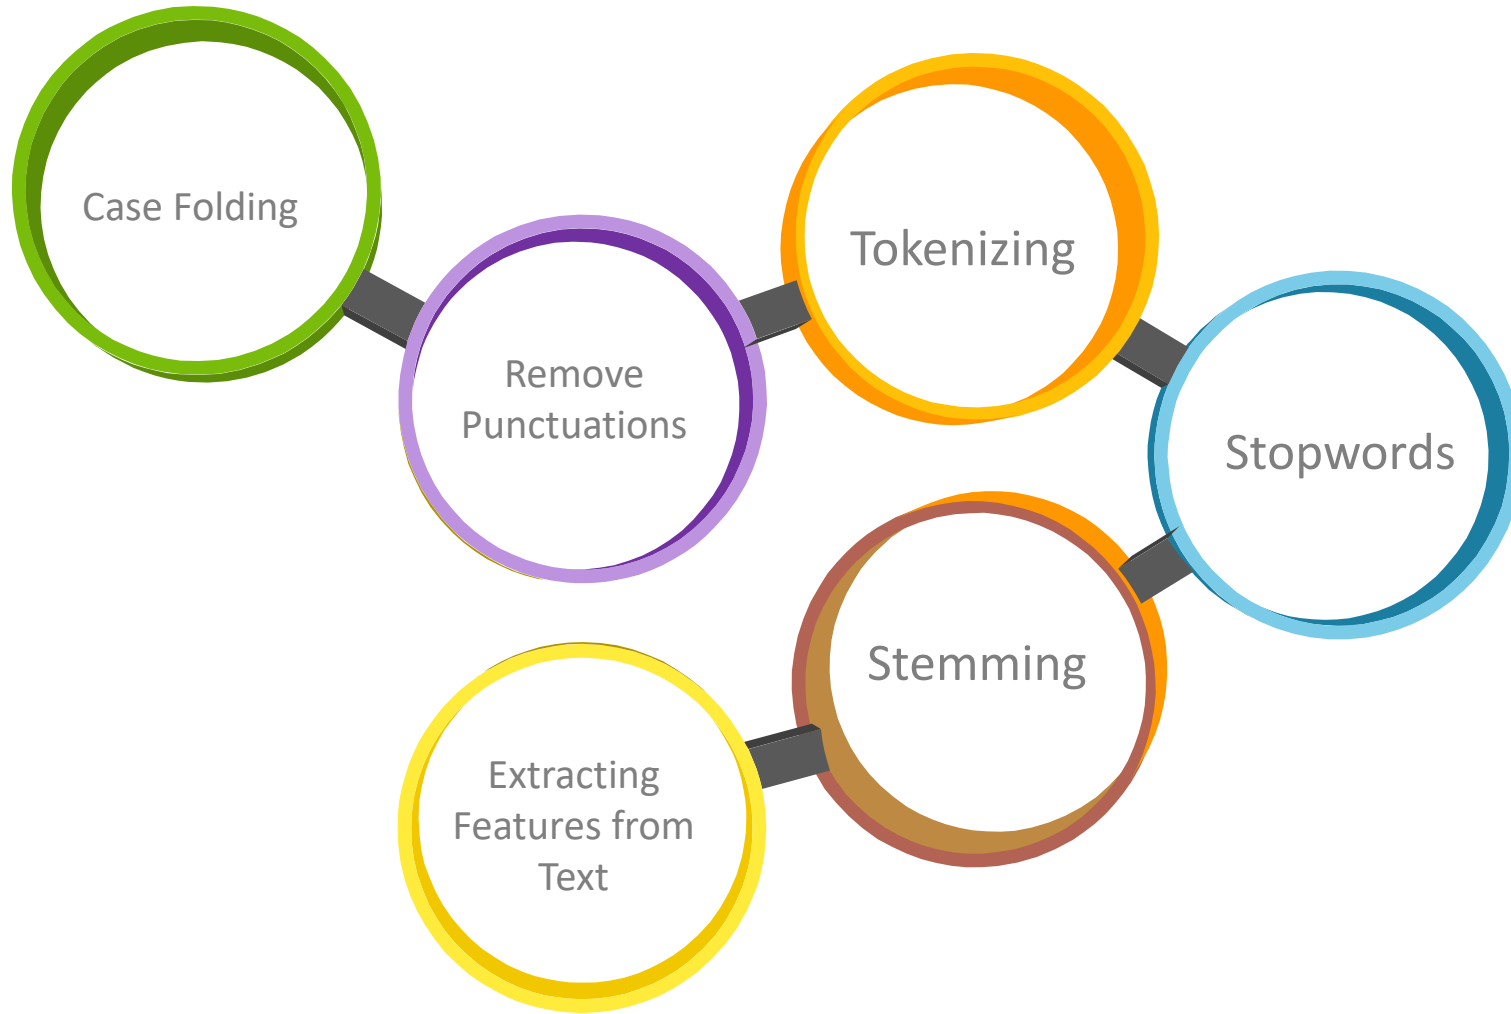 Case Folding
Remove
Punctuations
Tokenizing
Stopwords
Stemming
Extracting
Features from
Text